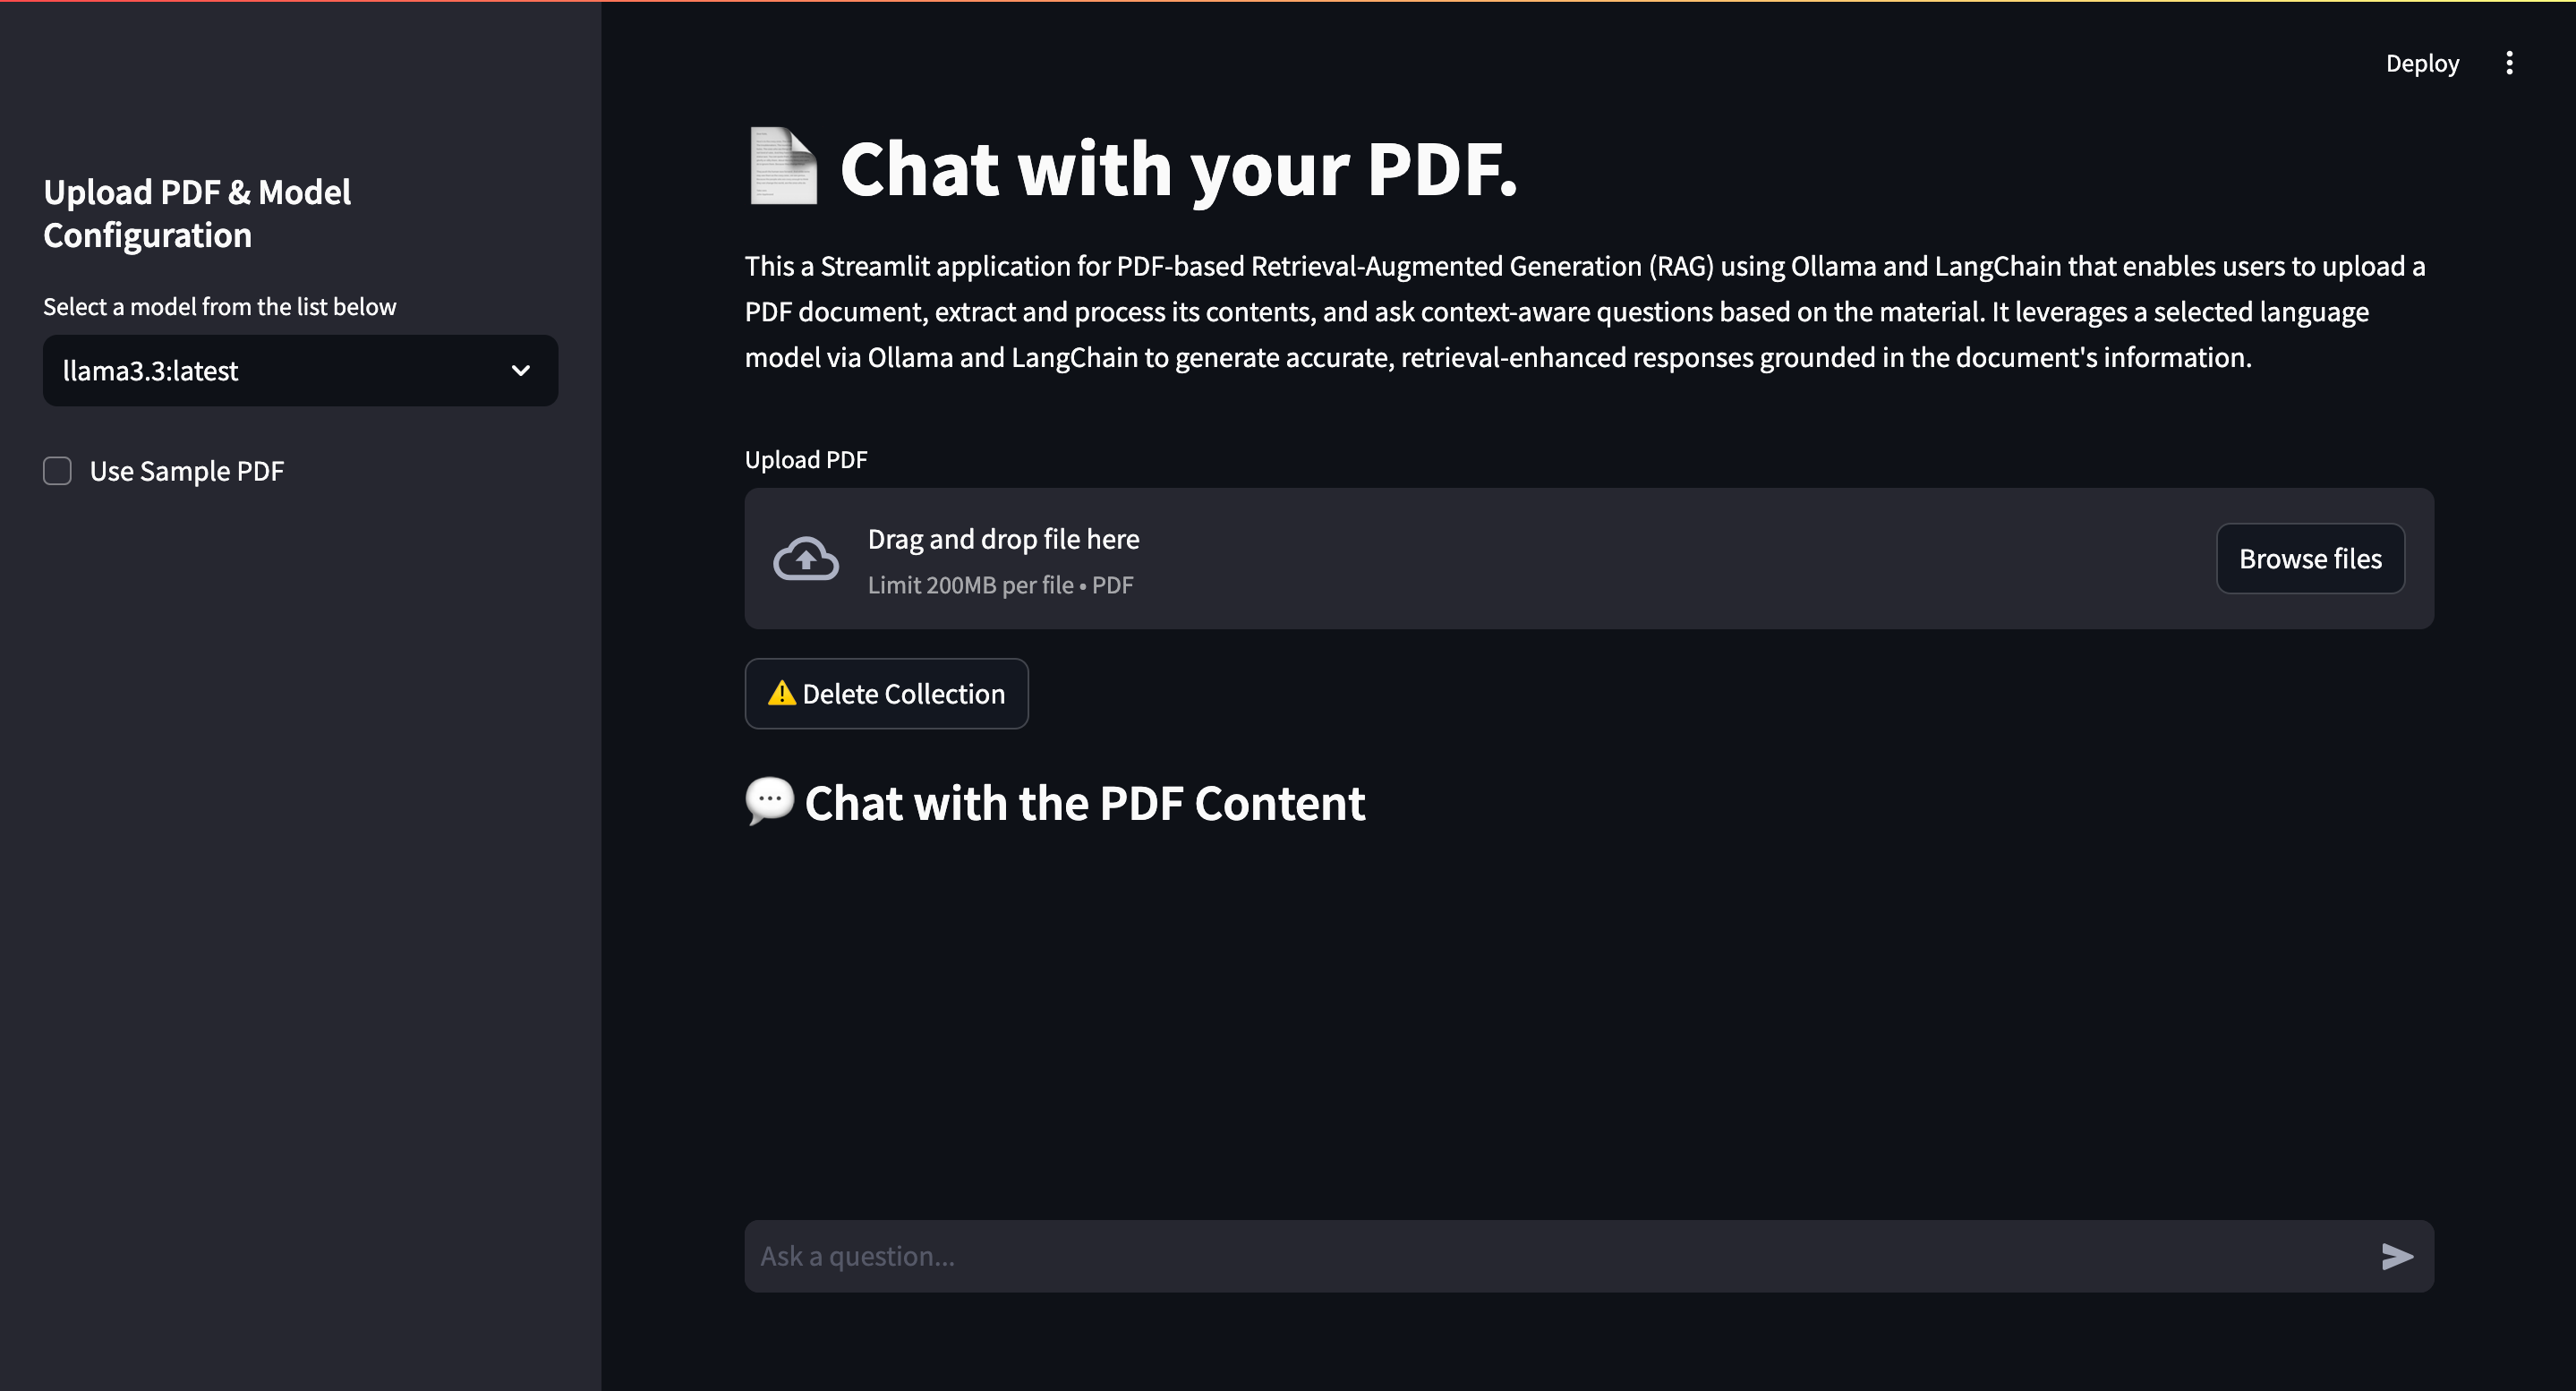 Deploy
Upload PDF & Model
Configuration
Select a model from the list below
llama3.3:latest
Use Sample PDF
Chat with your PDF.
This a Streamlit application for PDF-based Retrieval-Augmented Generation (RAG) using Ollama and LangChain that enables users to upload a
PDF document, extract and process its contents, and ask context-aware questions based on the material. It leverages a selected language
model via Ollama and LangChain to generate accurate, retrieval-enhanced responses grounded in the document's information.
Upload PDF
Drag and drop file here
Limit 200MB per file • PDF
Browse files
Delete Collection
Chat with the PDF Content
Ask a question...